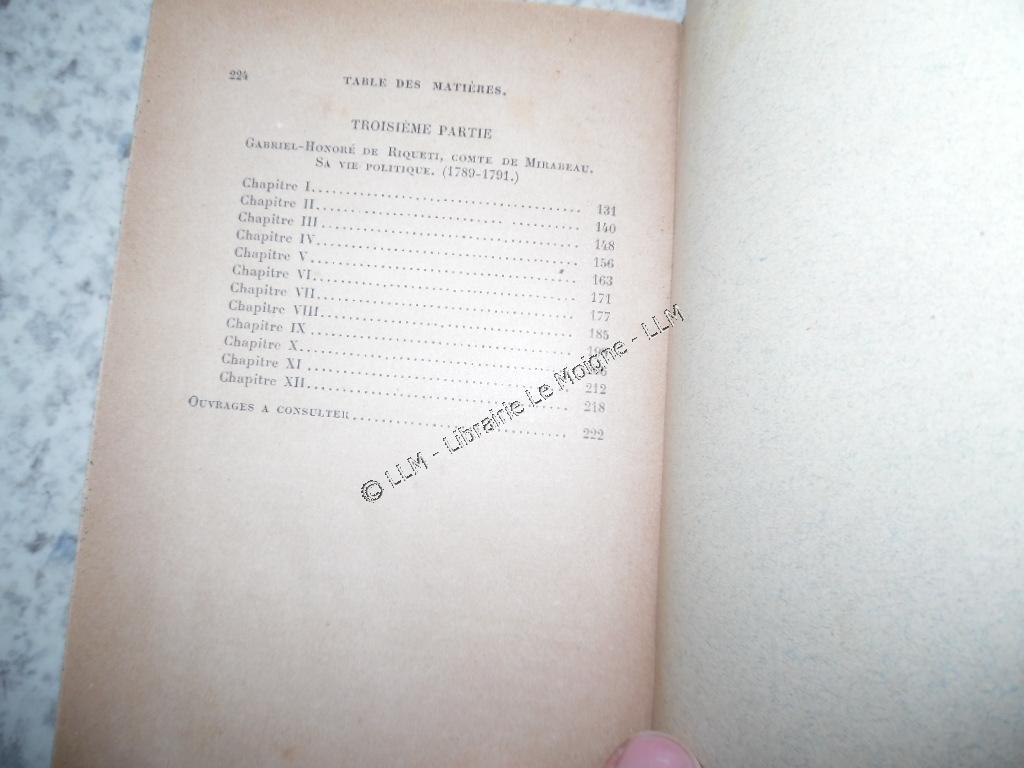 224
TABLE DES MATIÈRES.
TROISIÈME PARTIE
GABRIEL-HONORÉ DE RIQUETI, COMTE DE MIRABEAU.
SA VIE POLITIQUE. (1789-1791.)
Chapitre I 131
Chapitre II 140
Chapitre III 148
Chapitre IV 156
Chapitre V 163
Chapitre VI 171
Chapitre VII 177
Chapitre VIII 185
Chapitre IX
Chapitre X
Chapitre XI 212
Chapitre XII 218
OUVRAGES A CONSULTER 222
© LLM - Librairie Le Moigne - LLM